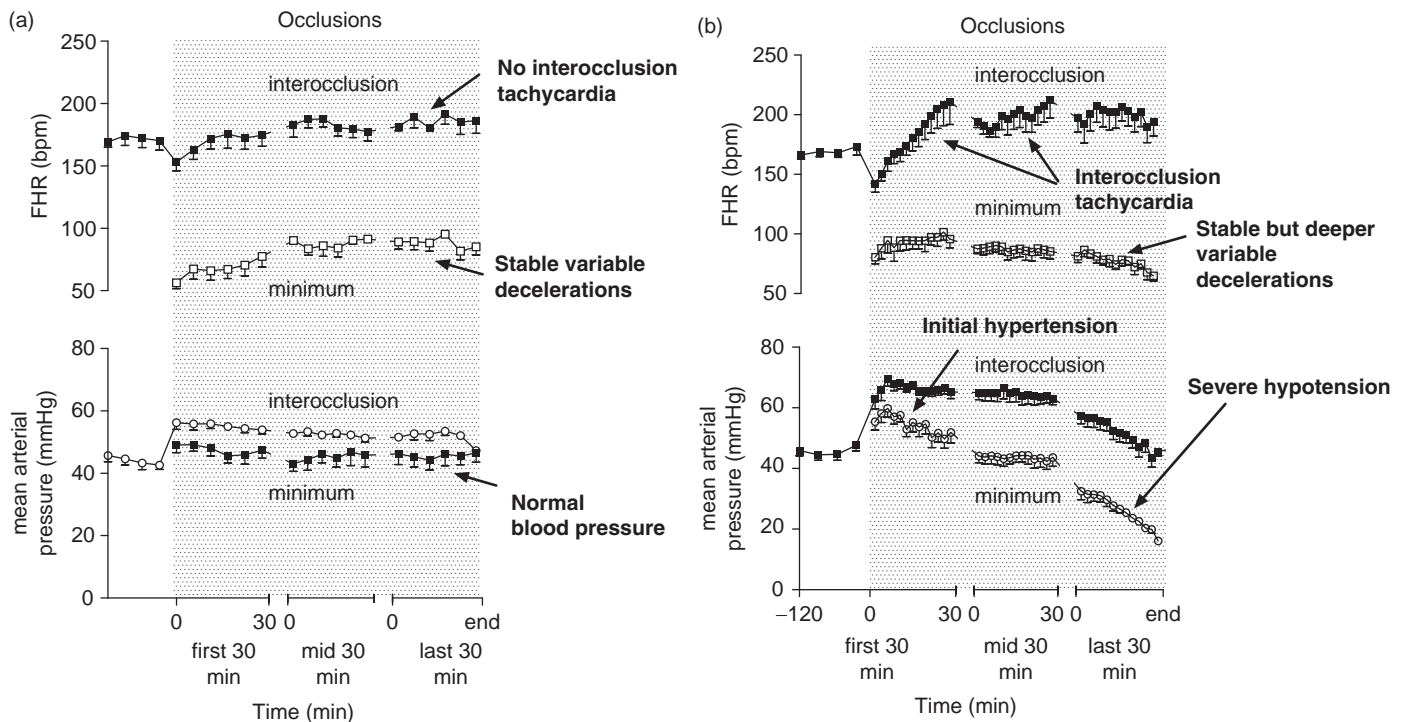 (a)
Occlusions
250
200
150
100
50
FHR (bpm)
interocclusion
No interocclusion
tachycardia
minimum
Stable variable
decelerations
80
60
40
20
0
mean arterial
pressure (mmHg)
interocclusion
minimum
Normal
blood pressure
0 30 0 0 end
first 30
min
mid 30
min
last 30
min
Time (min)
(b)
Occlusions
250
200
150
100
50
FHR (bpm)
interocclusion
Interocclusion
tachycardia
minimum
Stable but deeper
variable
decelerations
80
60
40
20
0
mean arterial
pressure (mmHg)
Initial hypertension
interocclusion
Severe hypotension
minimum
–120 0 30 0 30 0 end
first 30
min
mid 30
min
last 30
min
Time (min)